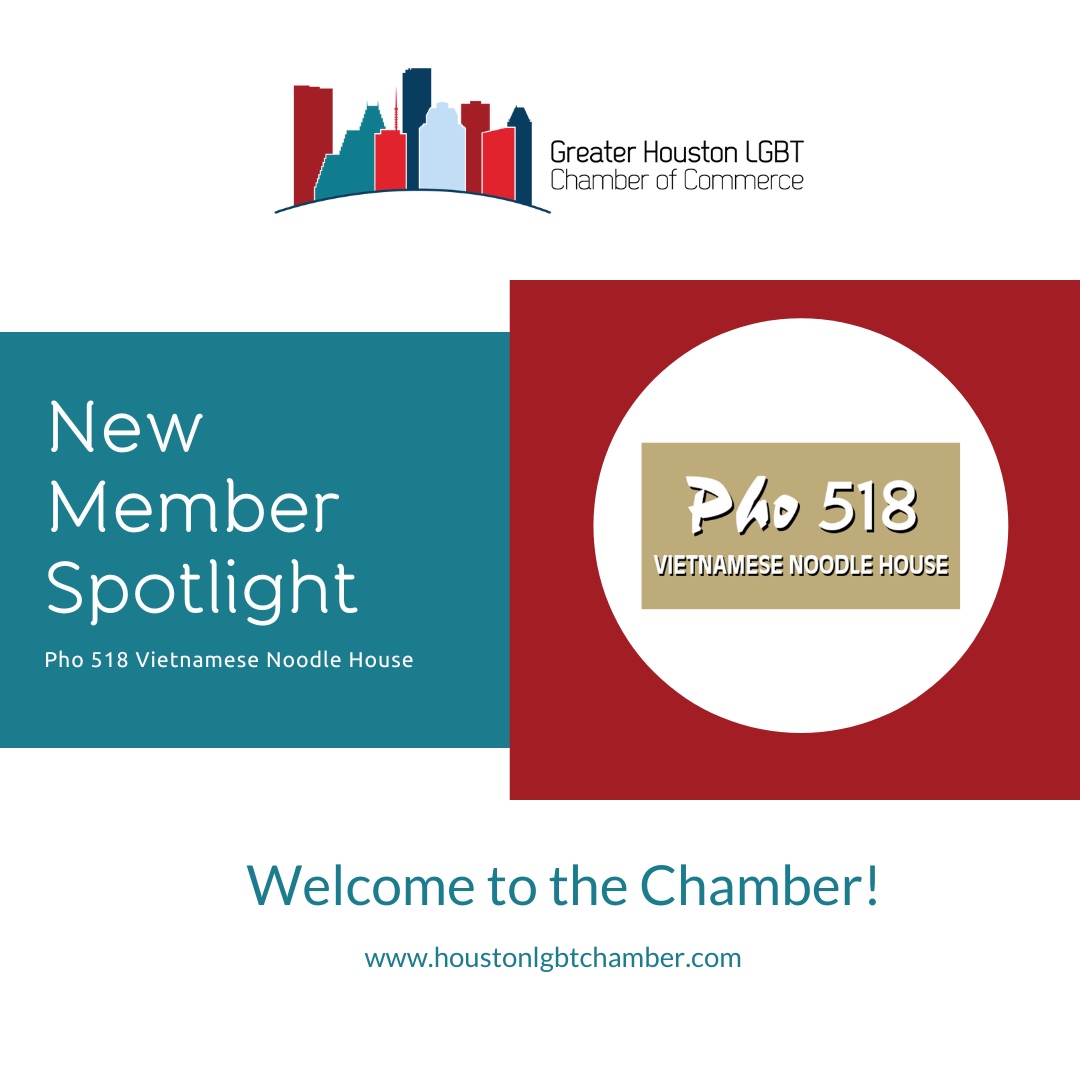 Greater Houston LGBT
Chamber of Commerce
New
Member
Spotlight
Pho 518 Vietnamese Noodle House
Pho 518
VIETNAMESE NOODLE HOUSE
Welcome to the Chamber!
www.houstonlgbtchamber.com